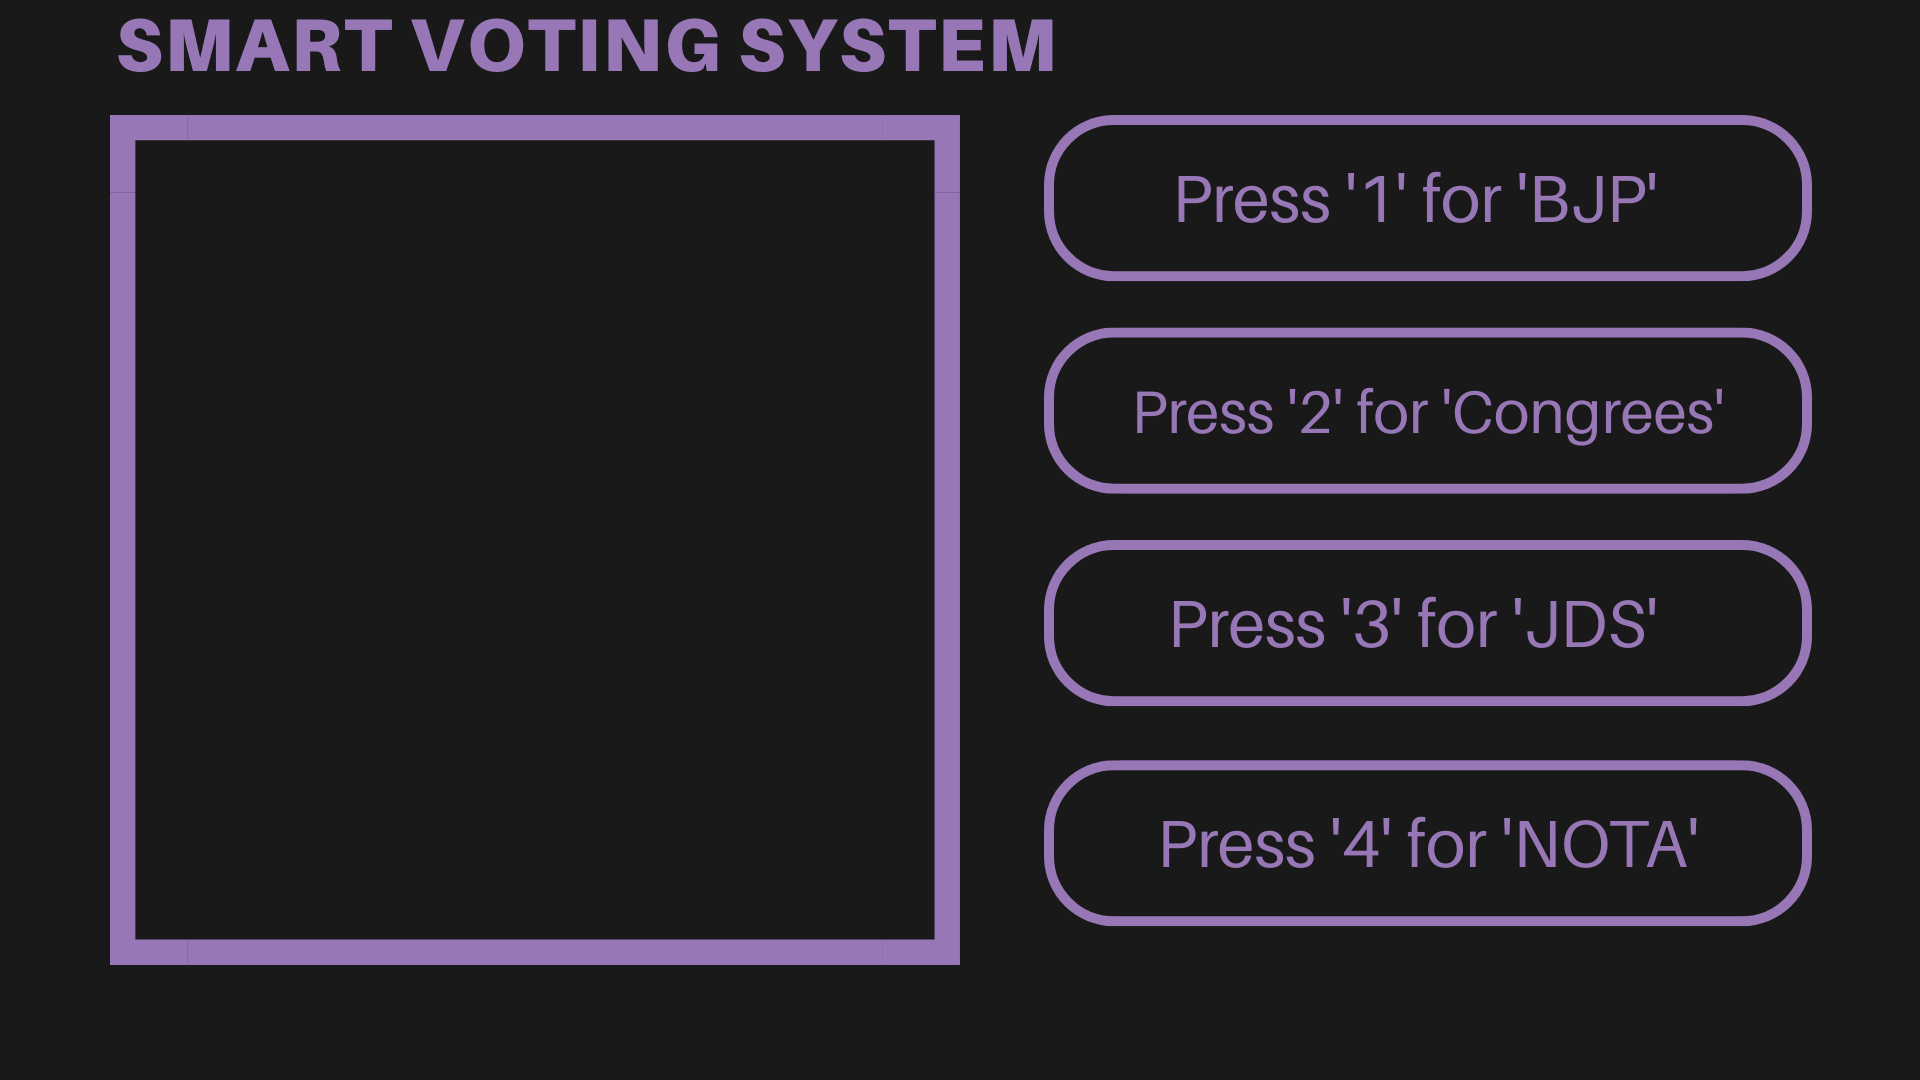 SMART VOTING SYSTEM
Press '1' for 'BJP'
Press '2' for 'Congrees'
Press '3' for 'JDS'
Press '4' for 'NOTA'